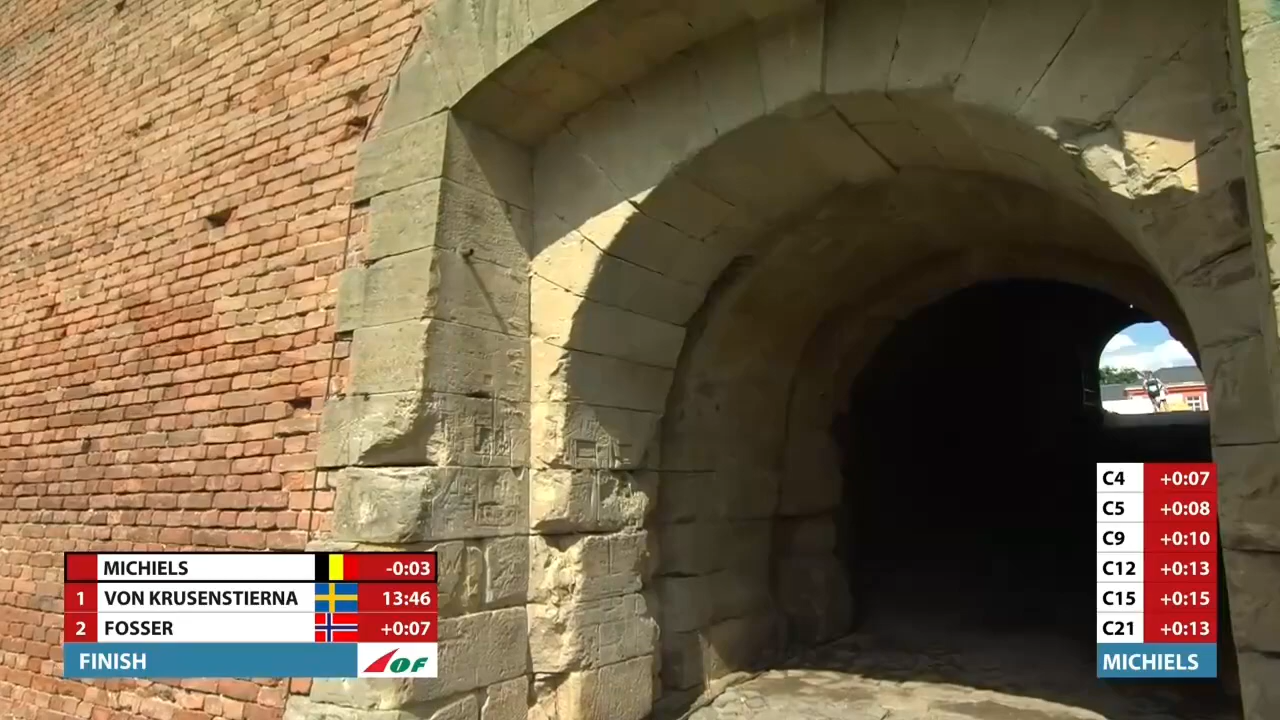 MICHIELS -0:03
1 VON KRUSENSTIERNA 13:46
2 FOSSER +0:07
FINISH IOF
C4 +0:07
C5 +0:08
C9 +0:10
C12 +0:13
C15 +0:15
C21 +0:13
MICHIELS